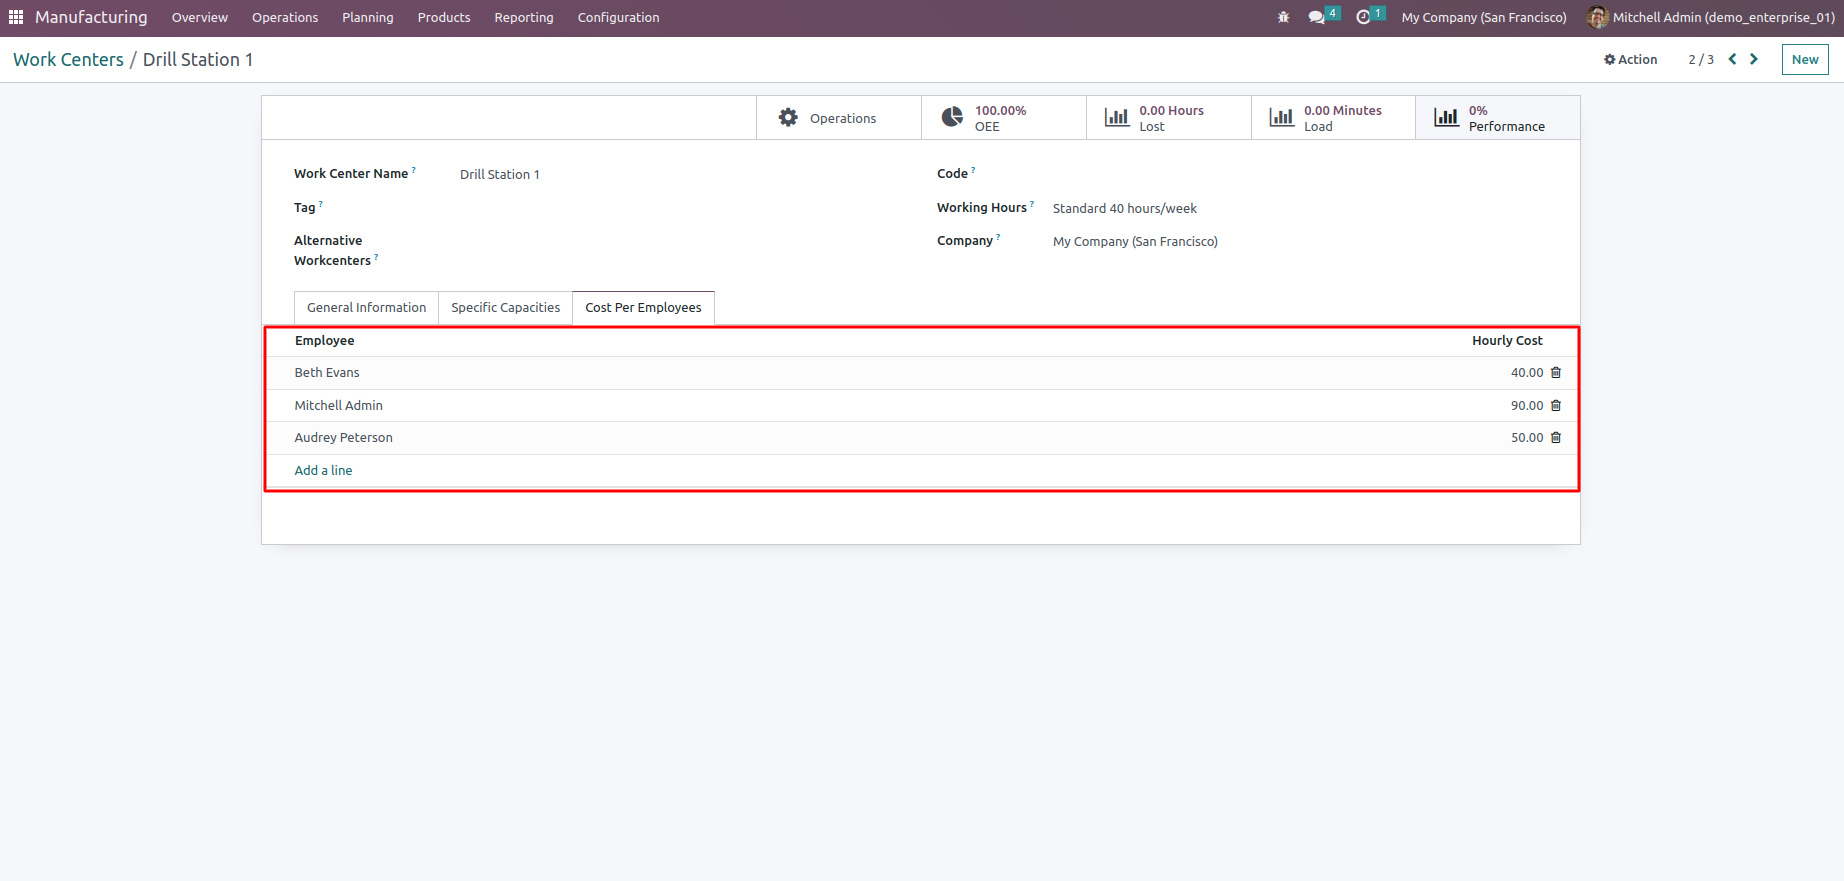 Manufacturing Overview Operations Planning Products Reporting Configuration 4 1 My Company (San Francisco) Mitchell Admin (demo_enterprise_01)
Work Centers / Drill Station 1 Action 2 / 3 New
Operations
100.00%
OEE
0.00 Hours
Lost
0.00 Minutes
Load
0%
Performance
Work Center Name ? Drill Station 1
Tag ?
Alternative
Workcenters ?
Code ?
Working Hours ? Standard 40 hours/week
Company ? My Company (San Francisco)
General Information Specific Capacities Cost Per Employees
Employee Hourly Cost
Beth Evans 40.00
Mitchell Admin 90.00
Audrey Peterson 50.00
Add a line